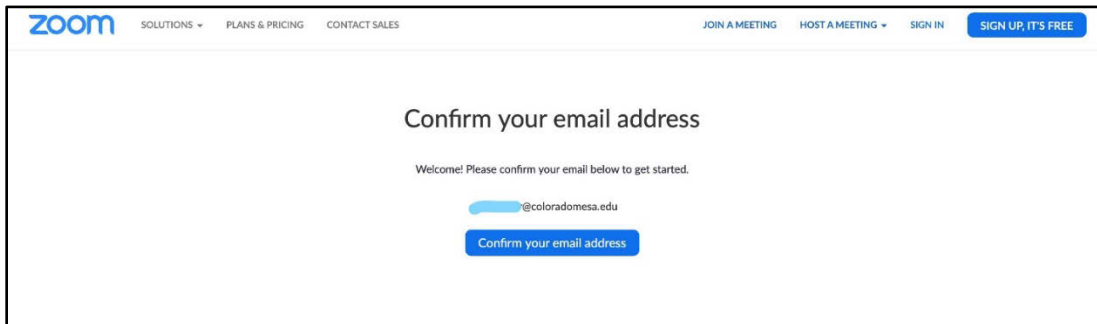 zoom SOLUTIONS PLANS & PRICING CONTACT SALES JOIN A MEETING HOST A MEETING SIGN IN SIGN UP, IT'S FREE
Confirm your email address
Welcome! Please confirm your email below to get started.
@coloradomesa.edu
Confirm your email address